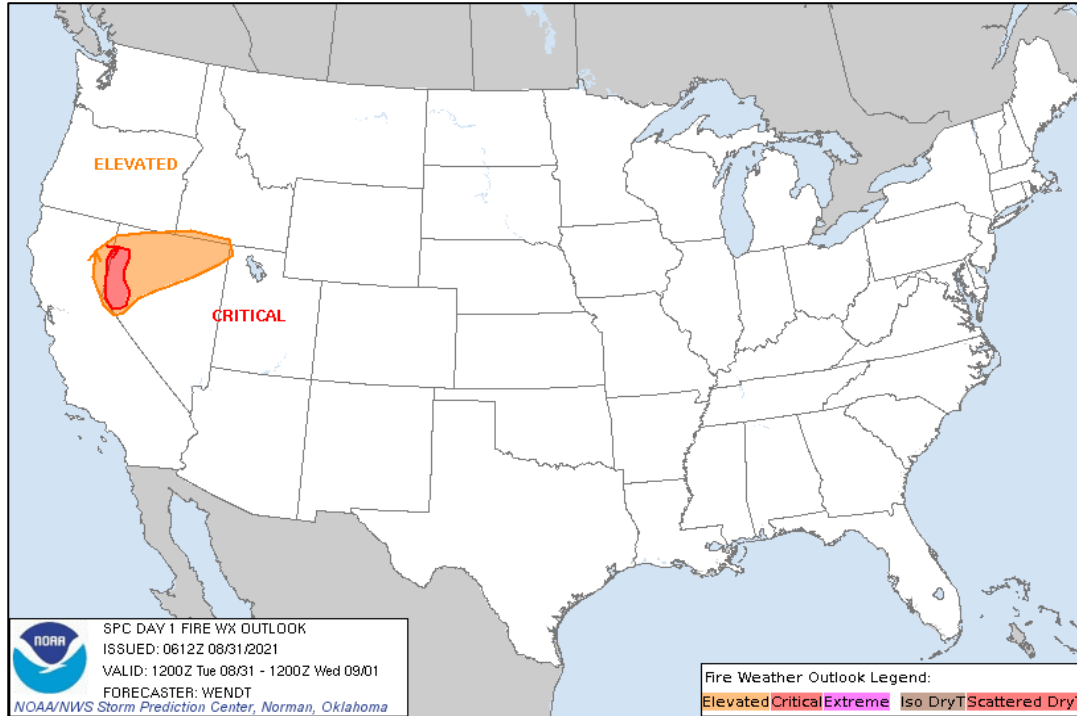 ELEVATED
CRITICAL
NOAA
SPC DAY 1 FIRE WX OUTLOOK
ISSUED: 0612Z 08/31/2021
VALID: 1200Z Tue 08/31 - 1200Z Wed 09/01
FORECASTER: WENDT
NOAA/NWS Storm Prediction Center, Norman, Oklahoma
Fire Weather Outlook Legend:
Elevated Critical Extreme Iso DryT Scattered DryT